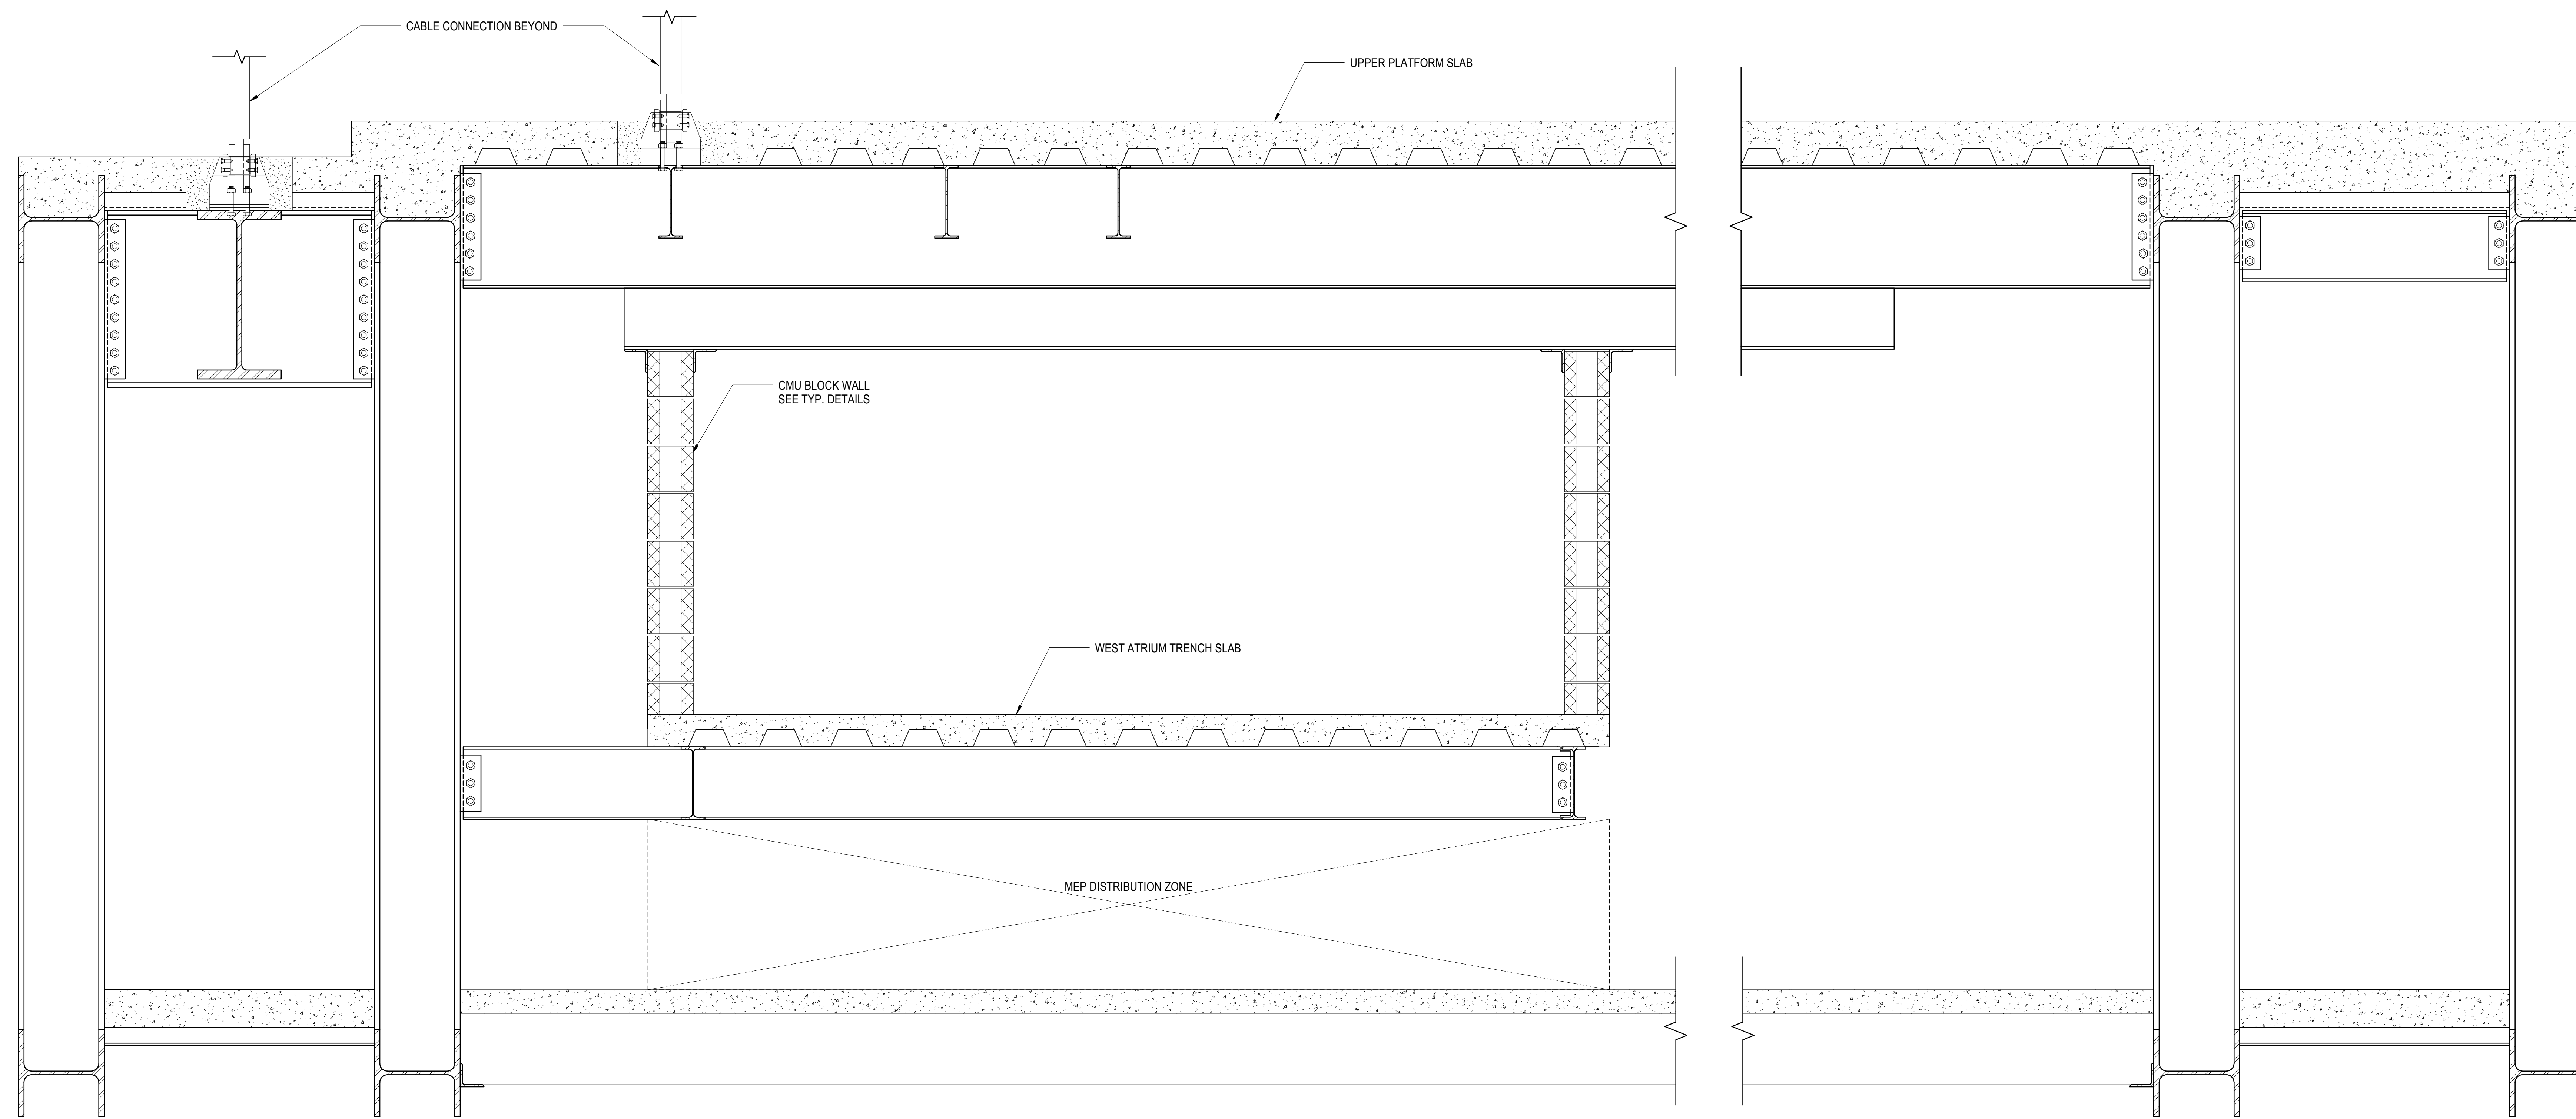 CABLE CONNECTION BEYOND
UPPER PLATFORM SLAB
CMU BLOCK WALL
SEE TYP. DETAILS
WEST ATRIUM TRENCH SLAB
MEP DISTRIBUTION ZONE